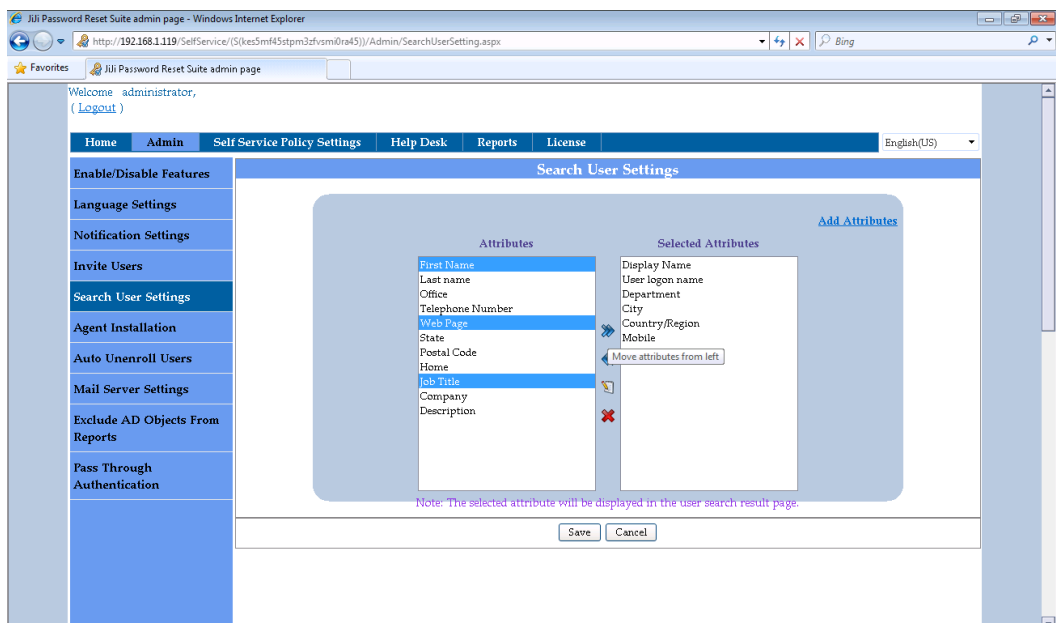 JiJi Password Reset Suite admin page - Windows Internet Explorer
http://192.168.1.119/SelfService/(S(kes5mf45stpm3zfvsmi0ra45))/Admin/SearchUserSetting.aspx
Bing
Favorites
JiJi Password Reset Suite admin page
Welcome administrator,
( Logout )
Home Admin Self Service Policy Settings Help Desk Reports License
English(US)
Enable/Disable Features
Language Settings
Notification Settings
Invite Users
Search User Settings
Agent Installation
Auto Unenroll Users
Mail Server Settings
Exclude AD Objects From
Reports
Pass Through
Authentication
Search User Settings
Add Attributes
Attributes
First Name
Last name
Office
Telephone Number
Web Page
State
Postal Code
Home
Job Title
Company
Description
Selected Attributes
Display Name
User logon name
Department
City
Country/Region
Mobile
Move attributes from left
Note: The selected attribute will be displayed in the user search result page.
Save Cancel